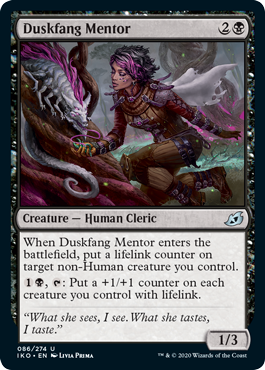 Duskfang Mentor 2
Creature — Human Cleric
When Duskfang Mentor enters the
battlefield, put a lifelink counter on
target non-Human creature you control.
1, : Put a +1/+1 counter on each
creature you control with lifelink.
“What she sees, I see. What she tastes,
I taste.”
1/3
086/274 U
IKO • EN LIVIA PRIMA
™ & © 2020 Wizards of the Coast